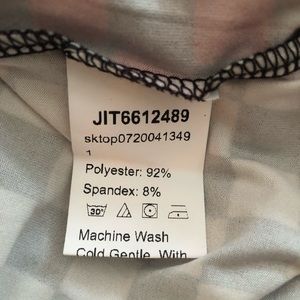 JIT6612489
sktop0720041349
1
Polyester: 92%
Spandex: 8%
30°
Machine Wash
Cold Gentle, With